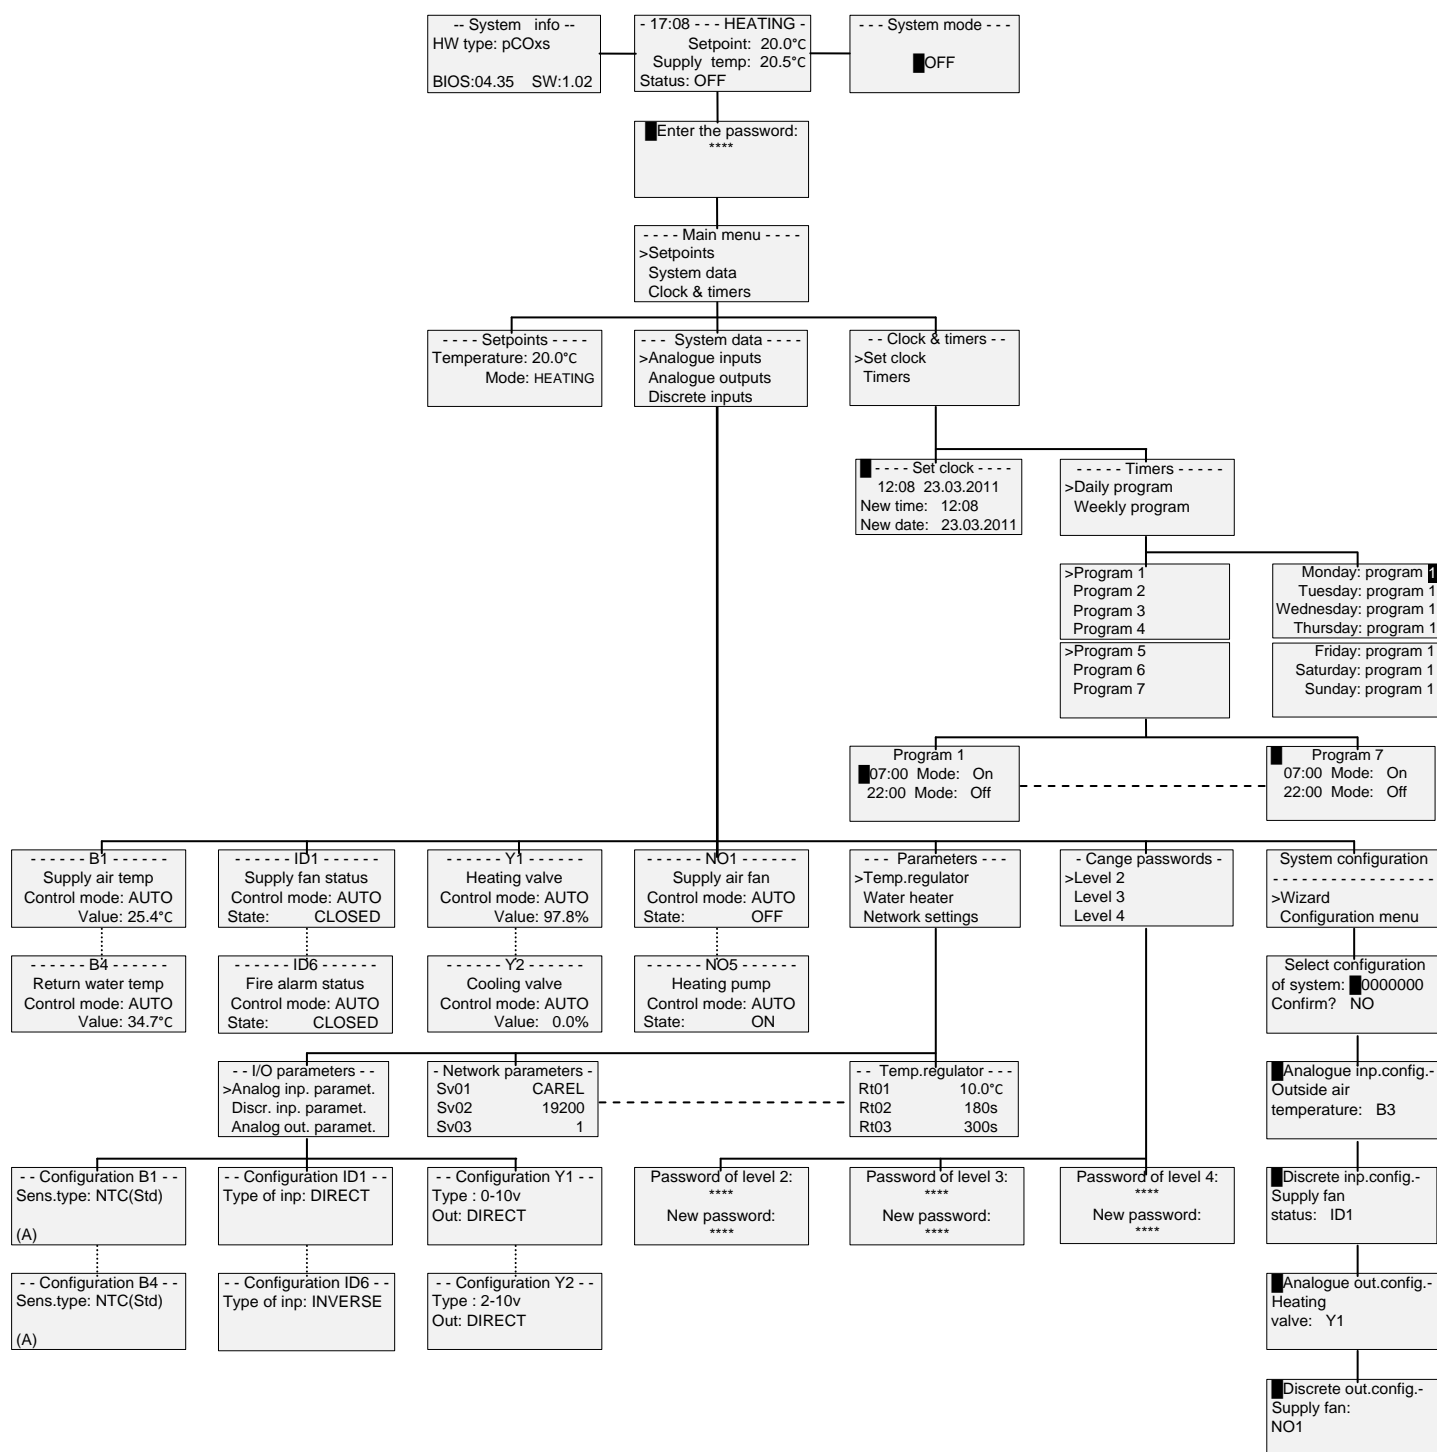 -- System   info --
HW type: pCOxs
BIOS:04.35    SW:1.02
- 17:08 - - - HEATING -
Setpoint:  20.0°C
Supply  temp:  20.5°C
Status: OFF
- - - System mode - - -
OFF
Enter the password:
****
- - - - Main menu - - - -
>Setpoints
System data
Clock & timers
- - - - Setpoints - - - -
Temperature: 20.0°C
Mode: HEATING
- - -  System data - - - -
>Analogue inputs
Analogue outputs
Discrete inputs
- - Clock & timers - -
>Set clock
Timers
- - - - Set clock - - - -
12:08  23.03.2011
New time:   12:08
New date:   23.03.2011
- - - - - Timers - - - - -
>Daily program
Weekly program
>Program 1
Program 2
Program 3
Program 4
>Program 5
Program 6
Program 7
Monday: program 1
Tuesday: program 1
Wednesday: program 1
Thursday: program 1
Friday: program 1
Saturday: program 1
Sunday: program 1
Program 1
07:00  Mode:   On
22:00  Mode:   Off
Program 7
07:00  Mode:   On
22:00  Mode:   Off
- - - - - - B1 - - - - - -
Supply air temp
Control mode: AUTO
Value: 25.4°C
- - - - - - ID1 - - - - - -
Supply fan status
Control mode: AUTO
State:           CLOSED
- - - - - - Y1 - - - - - -
Heating valve
Control mode: AUTO
Value: 97.8%
- - - - - - NO1 - - - - - -
Supply air fan
Control mode: AUTO
State:                OFF
- - -  Parameters - - -
>Temp.regulator
Water heater
Network settings
- Cange passwords -
>Level 2
Level 3
Level 4
System configuration
- - - - - - - - - - - - - - - - -
>Wizard
Configuration menu
- - - - - - B4 - - - - - -
Return water temp
Control mode: AUTO
Value: 34.7°C
- - - - - - ID6 - - - - - -
Fire alarm status
Control mode: AUTO
State:           CLOSED
- - - - - - Y2 - - - - - -
Cooling valve
Control mode: AUTO
Value:   0.0%
- - - - - - NO5 - - - - - -
Heating pump
Control mode: AUTO
State:                ON
Select configuration
of system: 0000000
Confirm?   NO
- - I/O parameters - -
>Analog inp. paramet.
Discr. inp. paramet.
Analog out. paramet.
- Network parameters -
Sv01                CAREL
Sv02                19200
Sv03                1
- -  Temp.regulator - - -
Rt01                10.0°C
Rt02                180s
Rt03                300s
Analogue inp.config.-
Outside air
temperature:   B3
- - Configuration B1 - -
Sens.type: NTC(Std)
(A)
- - Configuration ID1 - -
Type of inp: DIRECT
- - Configuration Y1 - -
Type : 0-10v
Out: DIRECT
Password of level 2:
****
New password:
****
Password of level 3:
****
New password:
****
Password of level 4:
****
New password:
****
Discrete inp.config.-
Supply fan
status:   ID1
- - Configuration B4 - -
Sens.type: NTC(Std)
(A)
- - Configuration ID6 - -
Type of inp: INVERSE
- - Configuration Y2 - -
Type : 2-10v
Out: DIRECT
Analogue out.config.-
Heating
valve:   Y1
Discrete out.config.-
Supply fan:
NO1